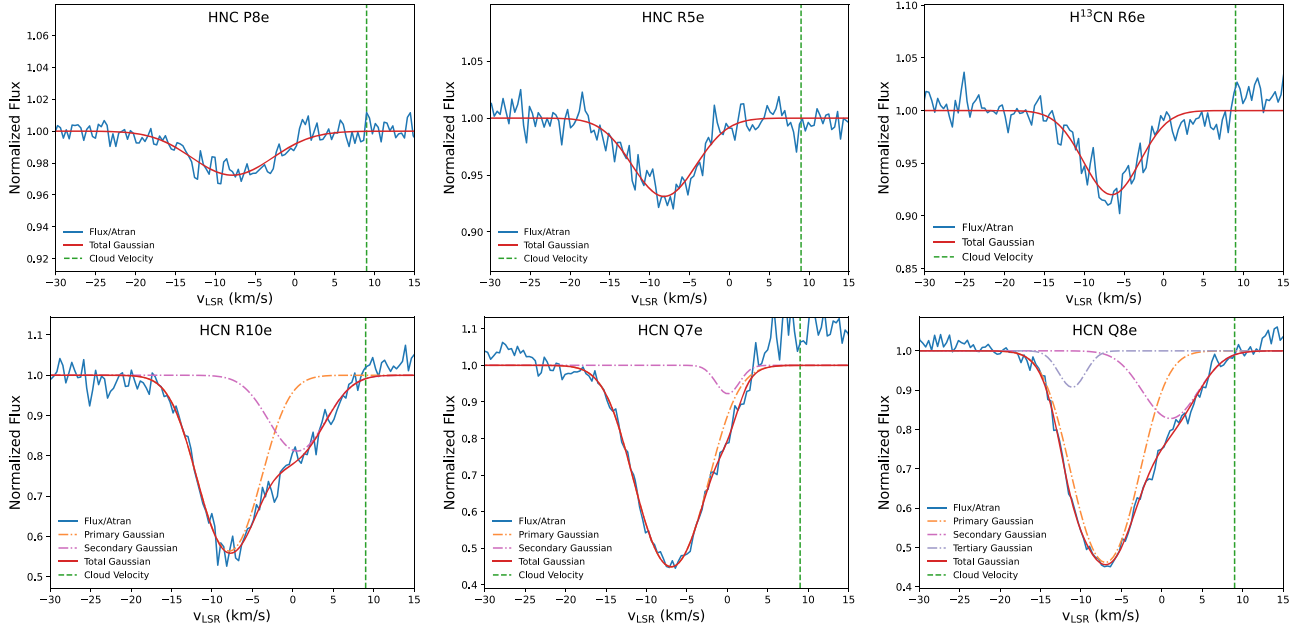 HNC P8e
1.06
1.04
1.02
1.00
0.98
0.96
0.94
0.92
Normalized Flux
Flux/Atran
Total Gaussian
Cloud Velocity
−30 −25 −20 −15 −10 −5 0 5 10 15
vLSR (km/s)
HNC R5e
1.05
1.00
0.95
0.90
Normalized Flux
Flux/Atran
Total Gaussian
Cloud Velocity
−30 −25 −20 −15 −10 −5 0 5 10 15
vLSR (km/s)
H¹³CN R6e
1.10
1.05
1.00
0.95
0.90
0.85
Normalized Flux
Flux/Atran
Total Gaussian
Cloud Velocity
−30 −25 −20 −15 −10 −5 0 5 10 15
vLSR (km/s)
HCN R10e
1.1
1.0
0.9
0.8
0.7
0.6
0.5
Normalized Flux
Flux/Atran
Primary Gaussian
Secondary Gaussian
Total Gaussian
Cloud Velocity
−30 −25 −20 −15 −10 −5 0 5 10 15
vLSR (km/s)
HCN Q7e
1.1
1.0
0.9
0.8
0.7
0.6
0.5
0.4
Normalized Flux
Flux/Atran
Primary Gaussian
Secondary Gaussian
Total Gaussian
Cloud Velocity
−30 −25 −20 −15 −10 −5 0 5 10 15
vLSR (km/s)
HCN Q8e
1.0
0.9
0.8
0.7
0.6
0.5
0.4
Normalized Flux
Flux/Atran
Primary Gaussian
Secondary Gaussian
Tertiary Gaussian
Total Gaussian
Cloud Velocity
−30 −25 −20 −15 −10 −5 0 5 10 15
vLSR (km/s)